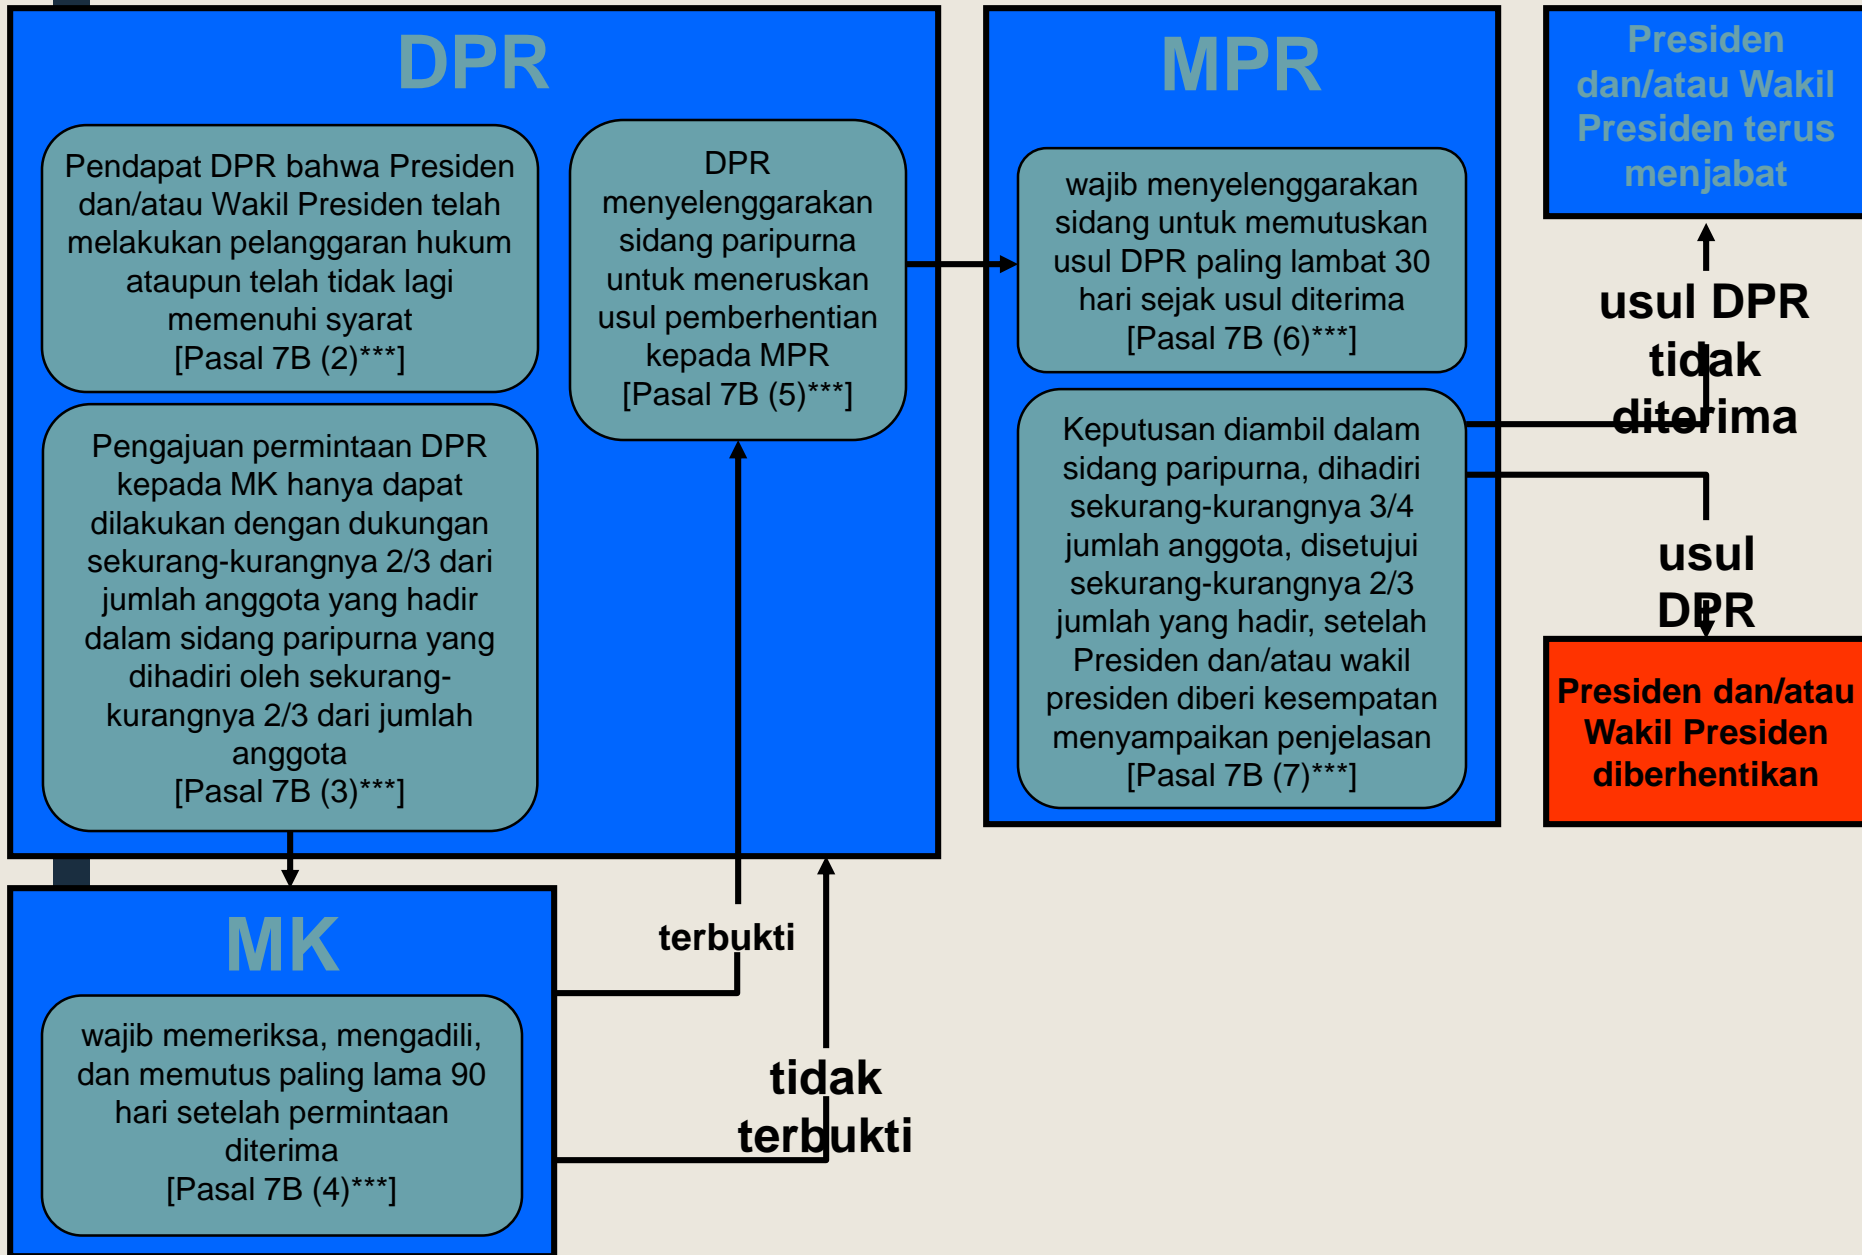 DPR
Pendapat DPR bahwa Presiden
dan/atau Wakil Presiden telah
melakukan pelanggaran hukum
ataupun telah tidak lagi
memenuhi syarat
[Pasal 7B (2)***]
Pengajuan permintaan DPR
kepada MK hanya dapat
dilakukan dengan dukungan
sekurang-kurangnya 2/3 dari
jumlah anggota yang hadir
dalam sidang paripurna yang
dihadiri oleh sekurang-
kurangnya 2/3 dari jumlah
anggota
[Pasal 7B (3)***]
DPR
menyelenggarakan
sidang paripurna
untuk meneruskan
usul pemberhentian
kepada MPR
[Pasal 7B (5)***]
MPR
wajib menyelenggarakan
sidang untuk memutuskan
usul DPR paling lambat 30
hari sejak usul diterima
[Pasal 7B (6)***]
Keputusan diambil dalam
sidang paripurna, dihadiri
sekurang-kurangnya 3/4
jumlah anggota, disetujui
sekurang-kurangnya 2/3
jumlah yang hadir, setelah
Presiden dan/atau wakil
presiden diberi kesempatan
menyampaikan penjelasan
[Pasal 7B (7)***]
Presiden
dan/atau Wakil
Presiden terus
menjabat
usul DPR
tidak
diterima
usul
DPR
Presiden dan/atau
Wakil Presiden
diberhentikan
MK
wajib memeriksa, mengadili,
dan memutus paling lama 90
hari setelah permintaan
diterima
[Pasal 7B (4)***]
terbukti
tidak
terbukti